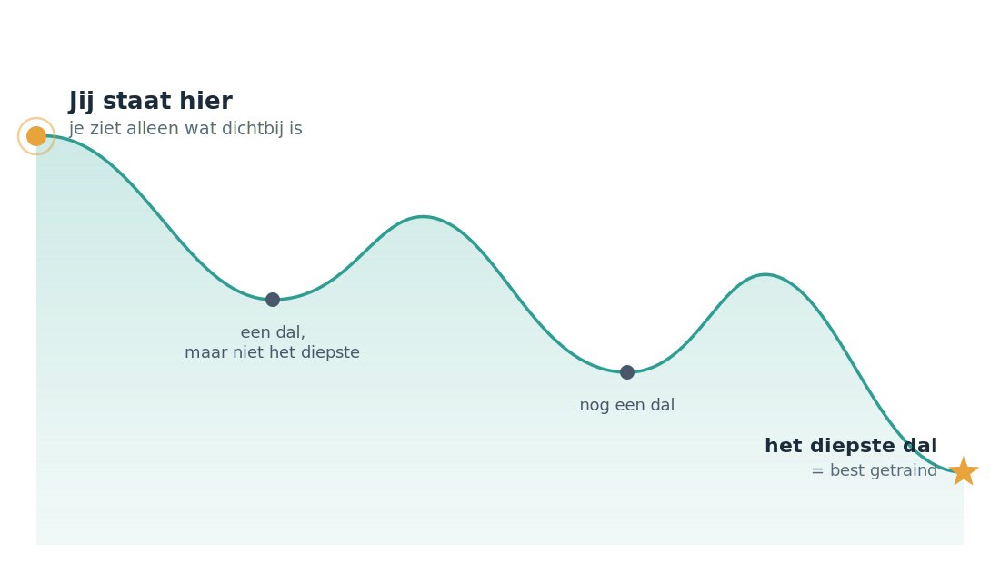 Jij staat hier
je ziet alleen wat dichtbij is
een dal,
maar niet het diepste
nog een dal
het diepste dal
= best getraind